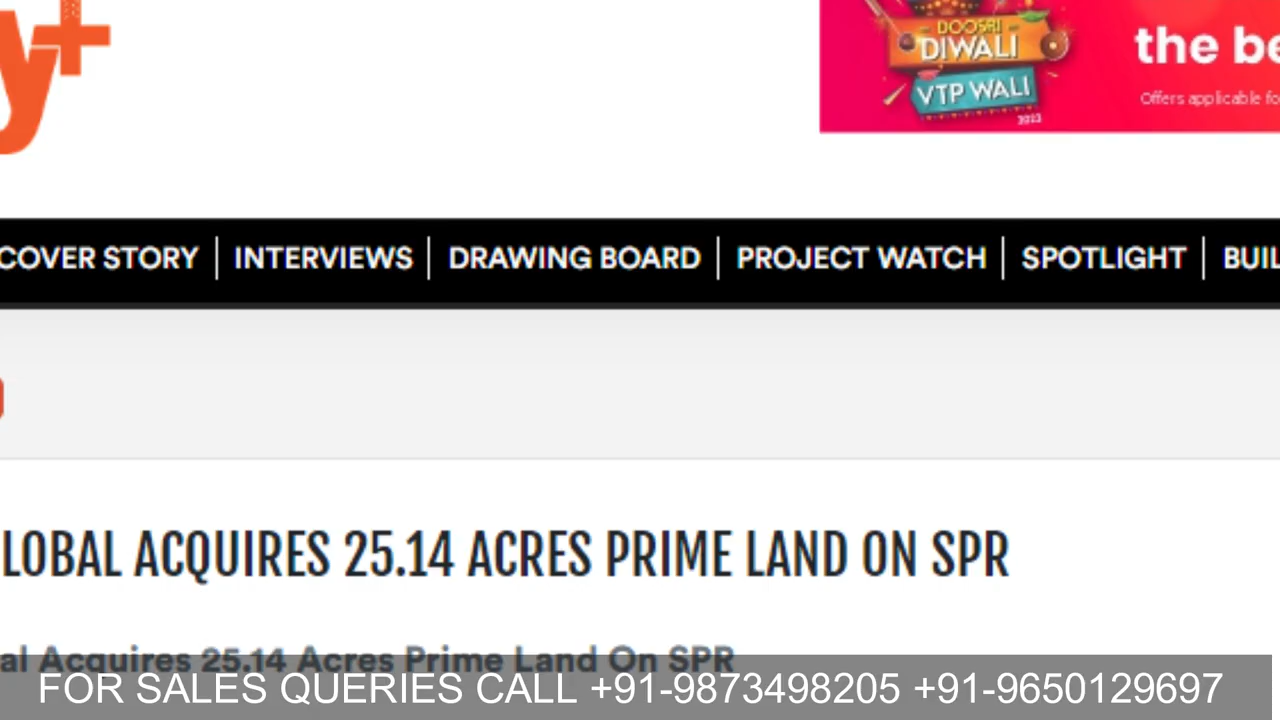 y+
DOOSRI
DIWALI
VTP WALI
2023
the be
Offers applicable fo
COVER STORY | INTERVIEWS | DRAWING BOARD | PROJECT WATCH | SPOTLIGHT | BUIL
LOBAL ACQUIRES 25.14 ACRES PRIME LAND ON SPR
al Acquires 25.14 Acres Prime Land On SPR
FOR SALES QUERIES CALL +91-9873498205 +91-9650129697